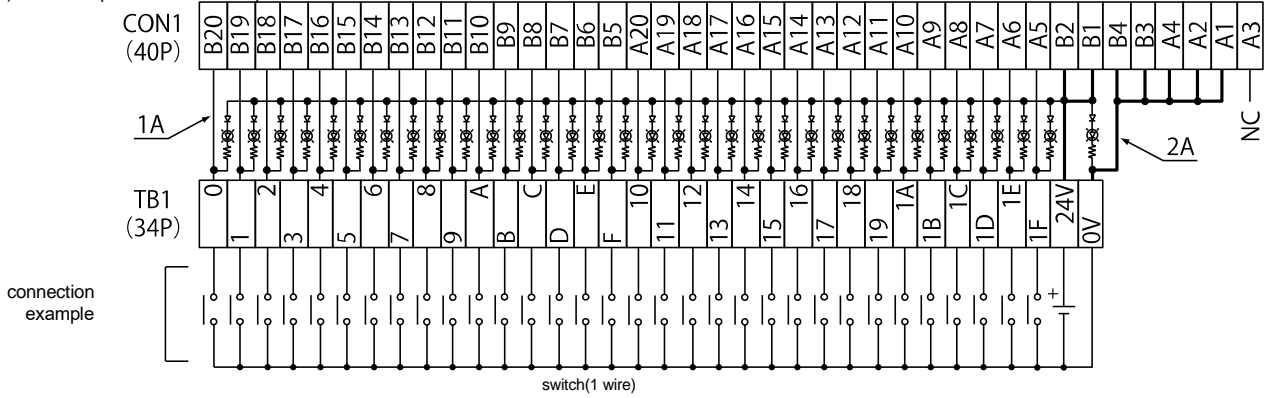 CON1
(40P)
B20 B19 B18 B17 B16 B15 B14 B13 B12 B11 B10 B9 B8 B7 B6 B5 A20 A19 A18 A17 A16 A15 A14 A13 A12 A11 A10 A9 A8 A7 A6 A5 B2 B1 B4 B3 A4 A2 A1 A3
1A
2A
NC
TB1
(34P)
0 1 2 3 4 5 6 7 8 9 A B C D E F 10 11 12 13 14 15 16 17 18 19 1A 1B 1C 1D 1E 1F 24V 0V
connection
example
+
switch(1 wire)